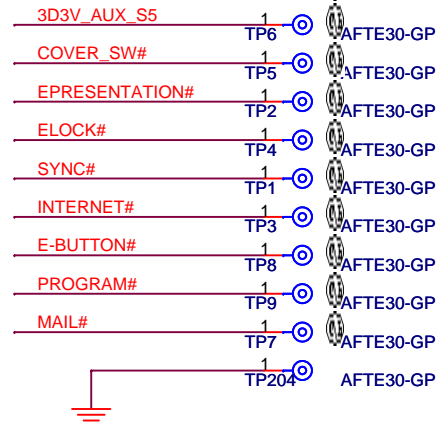 3D3V_AUX_S5 1 TP6 AFTE30-GP
COVER_SW# 1 TP5 AFTE30-GP
EPRESENTATION# 1 TP2 AFTE30-GP
ELOCK# 1 TP4 AFTE30-GP
SYNC# 1 TP1 AFTE30-GP
INTERNET# 1 TP3 AFTE30-GP
E-BUTTON# 1 TP8 AFTE30-GP
PROGRAM# 1 TP9 AFTE30-GP
MAIL# 1 TP7 AFTE30-GP
1 TP204 AFTE30-GP